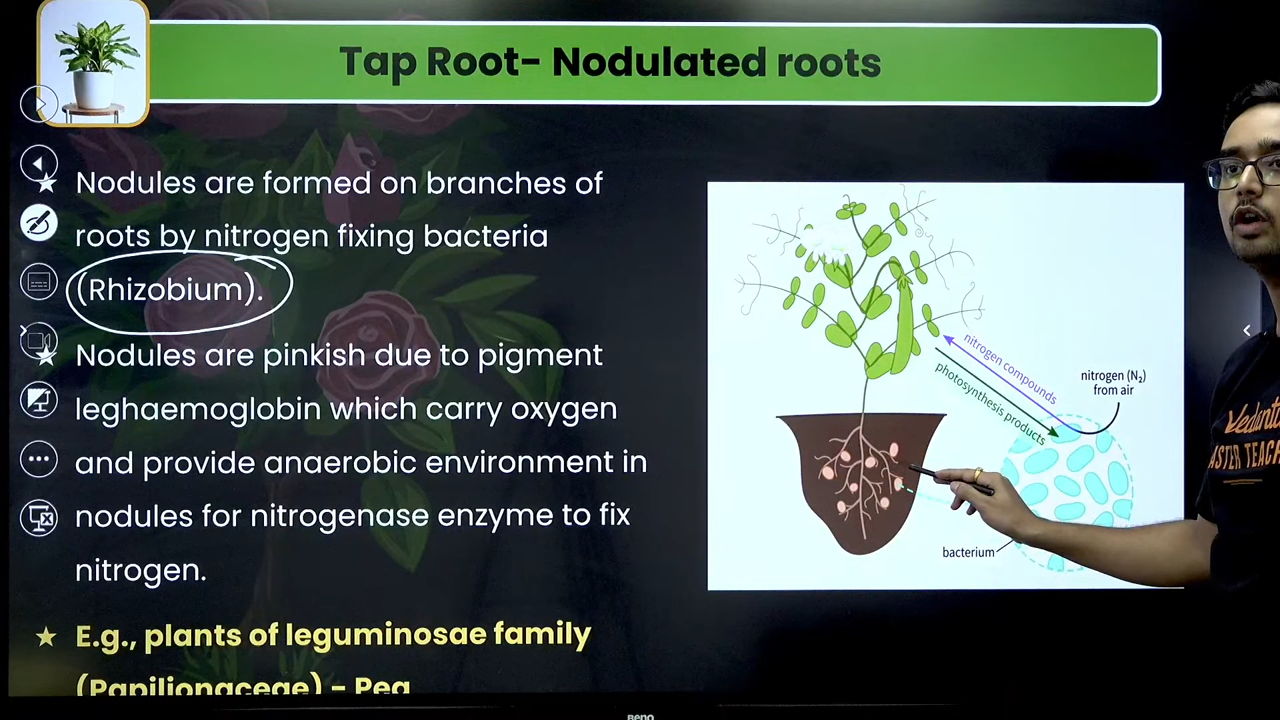 Tap Root- Nodulated roots
Nodules are formed on branches of
roots by nitrogen fixing bacteria
(Rhizobium).
Nodules are pinkish due to pigment
leghaemoglobin which carry oxygen
and provide anaerobic environment in
nodules for nitrogenase enzyme to fix
nitrogen.
E.g., plants of leguminosae family
(Papilionaceae) - Pea
nitrogen compounds
photosynthesis products
nitrogen (N₂)
from air
bacterium
BenQ